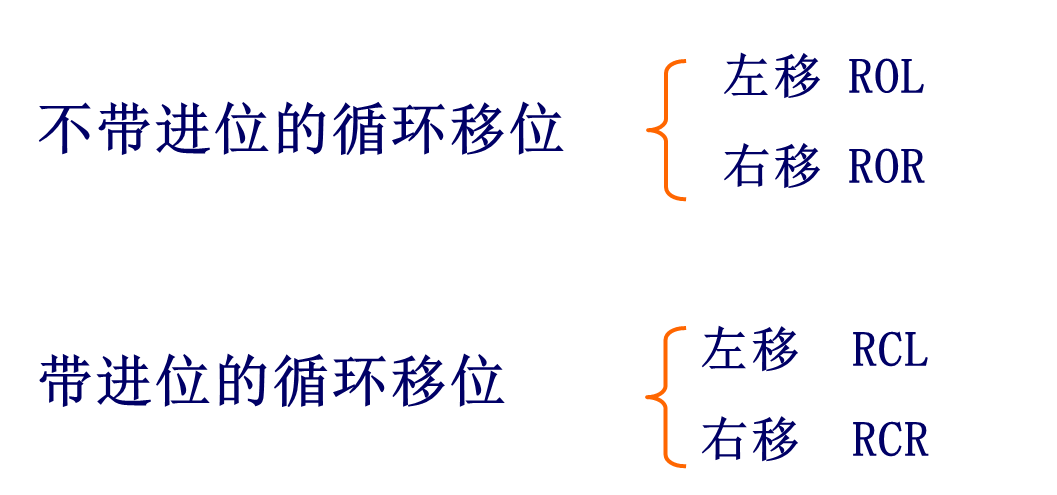 左移 ROL
不带进位的循环移位
右移 ROR
左移 RCL
带进位的循环移位
右移 RCR